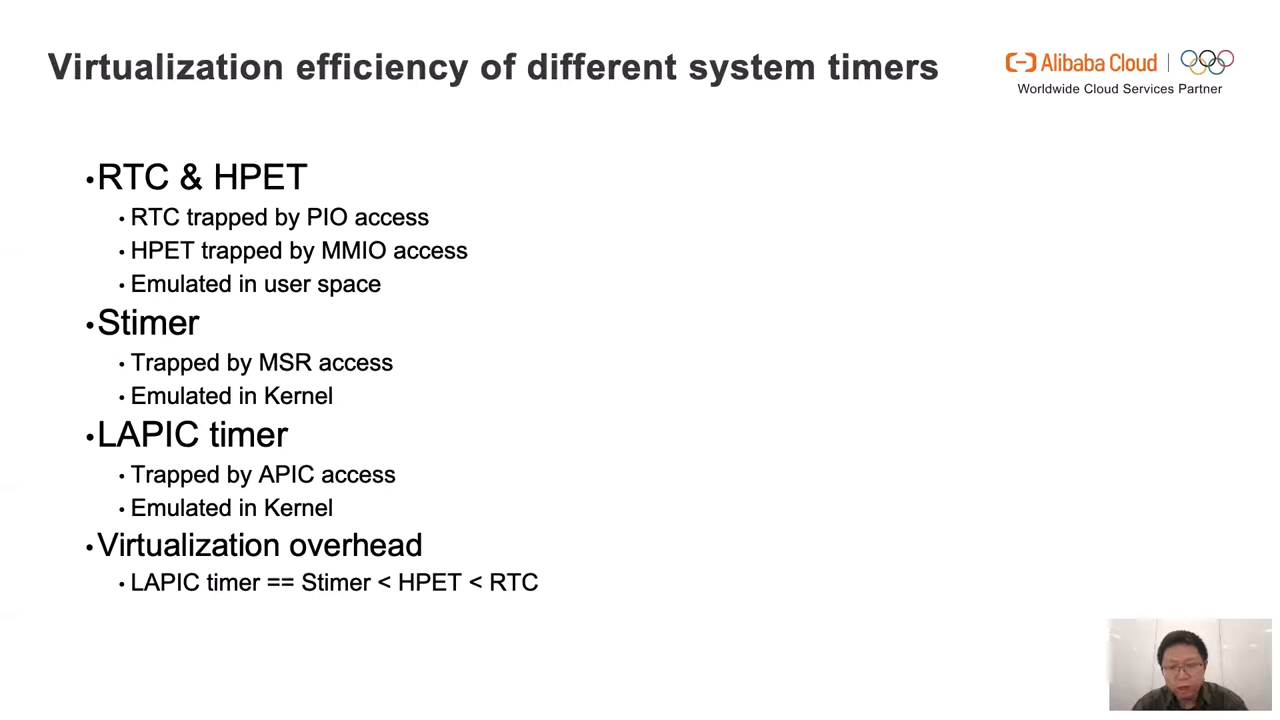 Virtualization efficiency of different system timers
Alibaba Cloud
Worldwide Cloud Services Partner
•RTC & HPET
• RTC trapped by PIO access
• HPET trapped by MMIO access
• Emulated in user space
•Stimer
• Trapped by MSR access
• Emulated in Kernel
•LAPIC timer
• Trapped by APIC access
• Emulated in Kernel
•Virtualization overhead
• LAPIC timer == Stimer < HPET < RTC